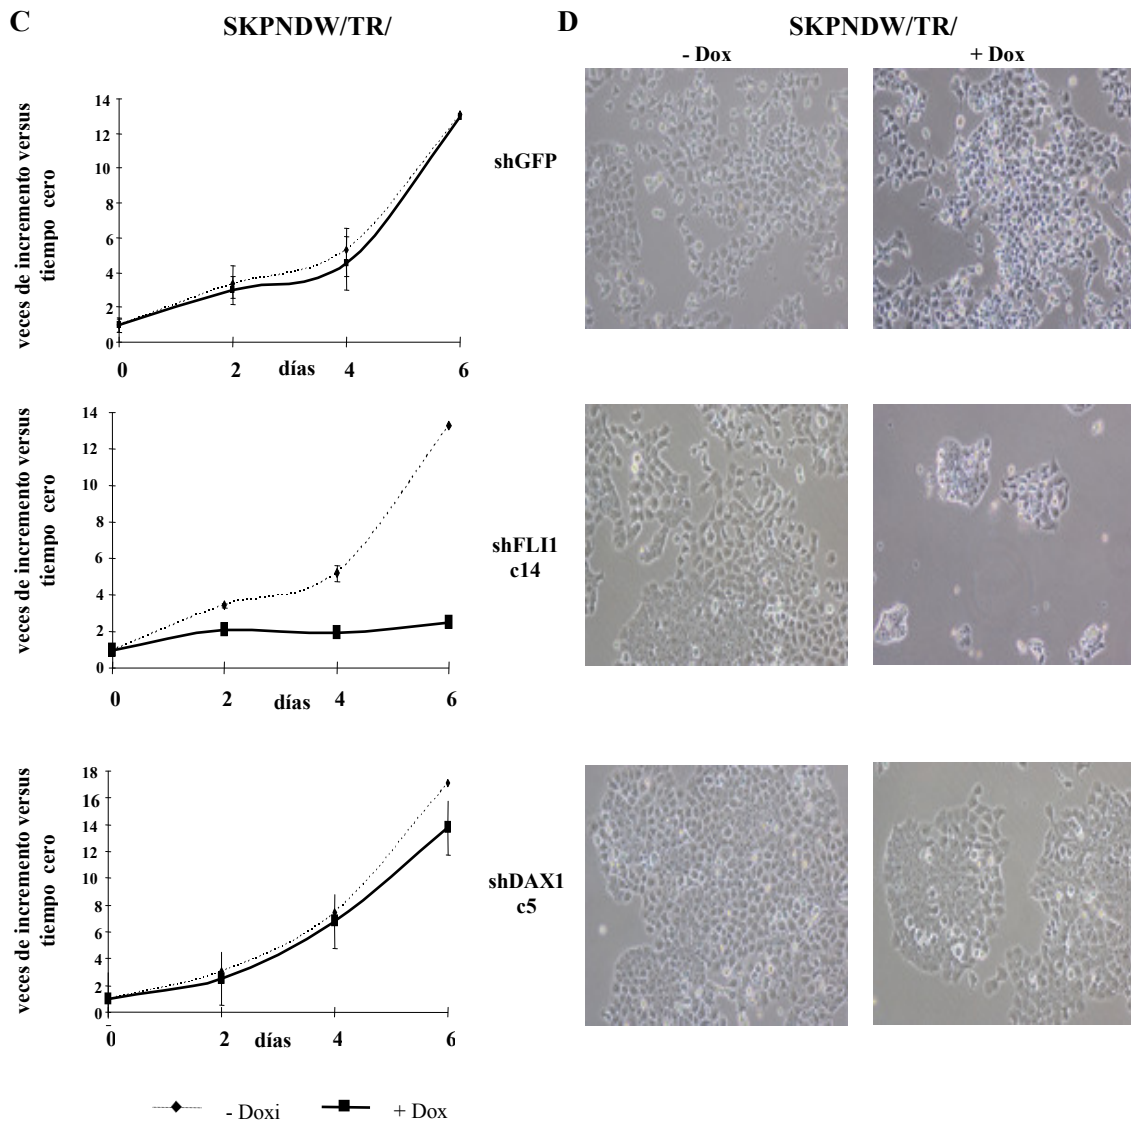 C
SKPNDW/TR/
D
SKPNDW/TR/
- Dox
+ Dox
veces de incremento versus
tiempo cero
14
12
10
8
6
4
2
0
0
2
días
4
6
shGFP
veces de incremento versus
tiempo cero
14
12
10
8
6
4
2
0
0
2
días
4
6
shFLI1
c14
veces de incremento versus
tiempo cero
18
16
14
12
10
8
6
4
2
0
0
2
días
4
6
shDAX1
c5
- Doxi
+ Dox